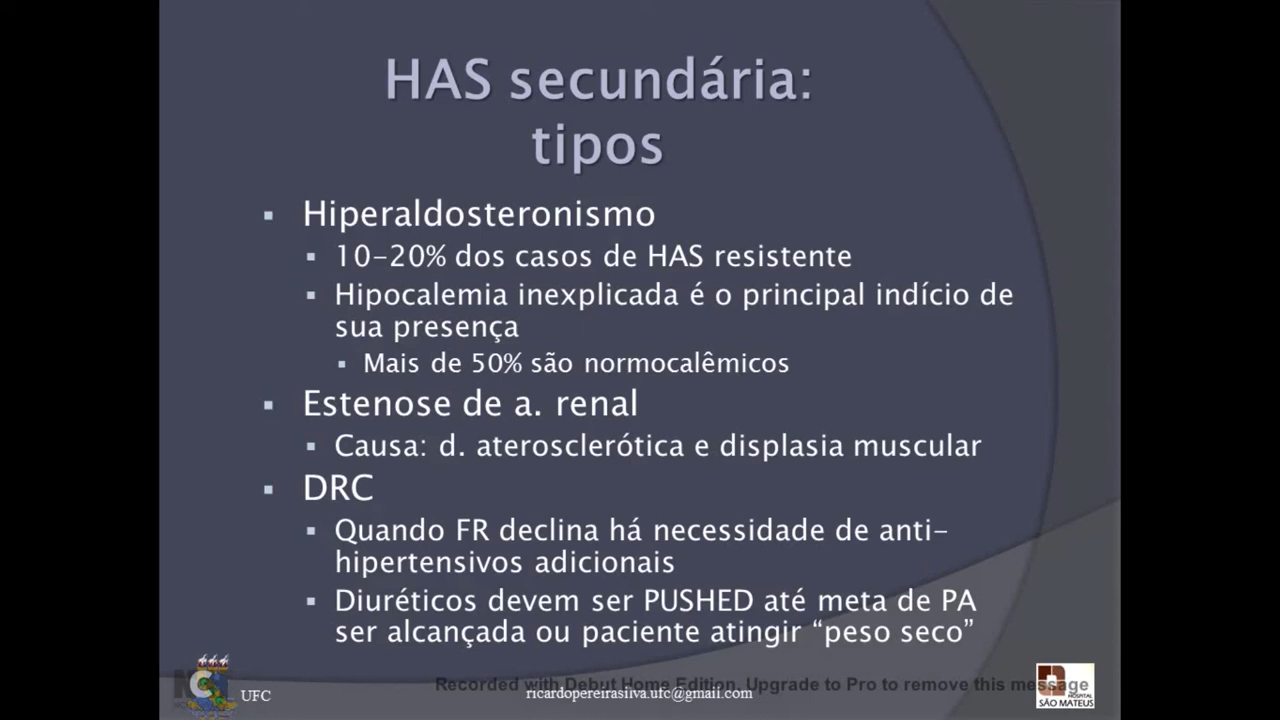 HAS secundária:
tipos
Hiperaldosteronismo
10-20% dos casos de HAS resistente
Hipocalemia inexplicada é o principal indício de
sua presença
Mais de 50% são normocalêmicos
Estenose de a. renal
Causa: d. aterosclerótica e displasia muscular
DRC
Quando FR declina há necessidade de anti-
hipertensivos adicionais
Diuréticos devem ser PUSHED até meta de PA
ser alcançada ou paciente atingir “peso seco”
UFC
Recorded with Debut Home Edition. Upgrade to Pro to remove this message
ricardopereirasilva.ufc@gmail.com
HOSPITAL
SÃO MATEUS